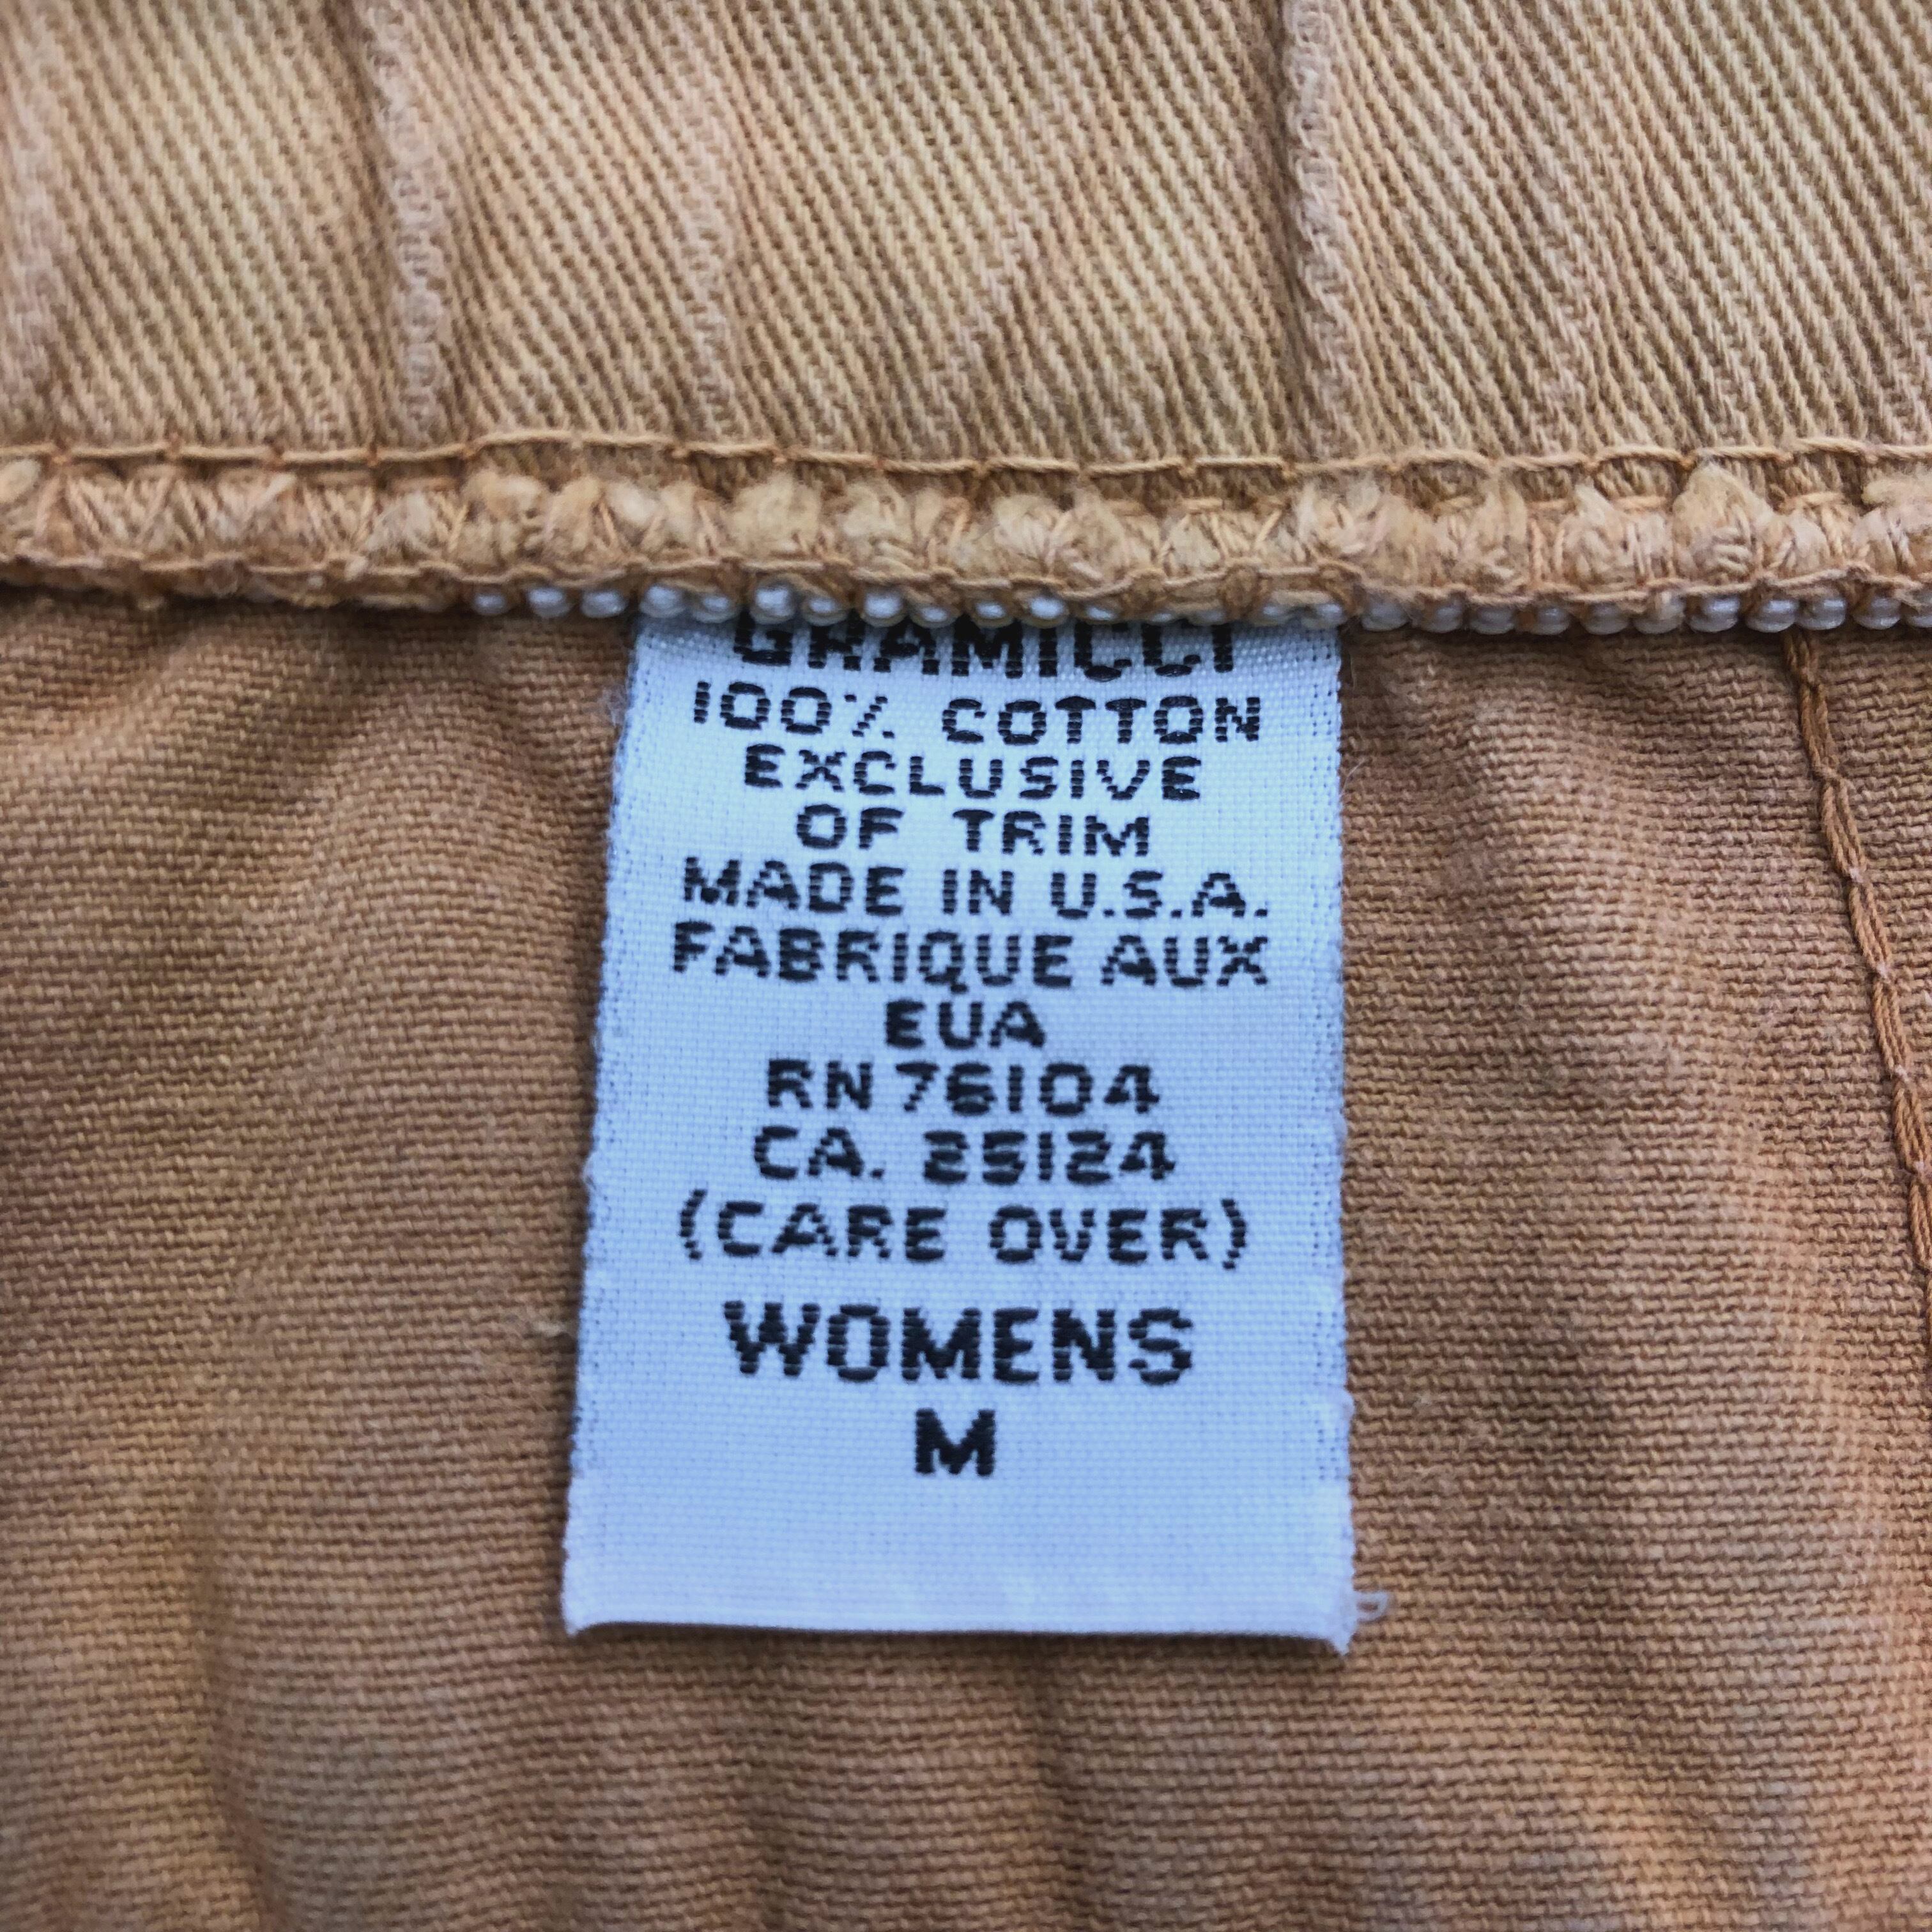 GRAMICCI
100% COTTON
EXCLUSIVE
OF TRIM
MADE IN U.S.A.
FABRIQUE AUX
EUA
RN 76104
CA. 25124
(CARE OVER)
WOMENS
M